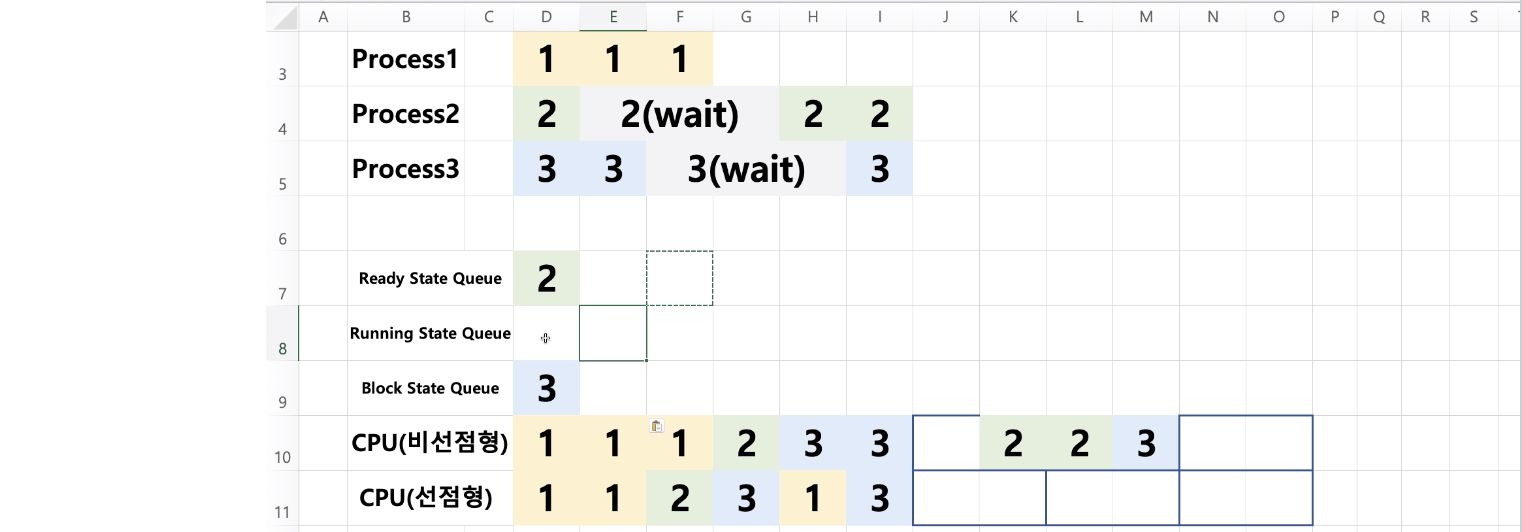 A B C D E F G H I J K L M N O P Q R S
3 Process1 1 1 1
4 Process2 2 2(wait) 2 2
5 Process3 3 3 3(wait) 3
6
7 Ready State Queue 2
8 Running State Queue
9 Block State Queue 3
10 CPU(비선점형) 1 1 1 2 3 3 2 2 3
11 CPU(선점형) 1 1 2 3 1 3